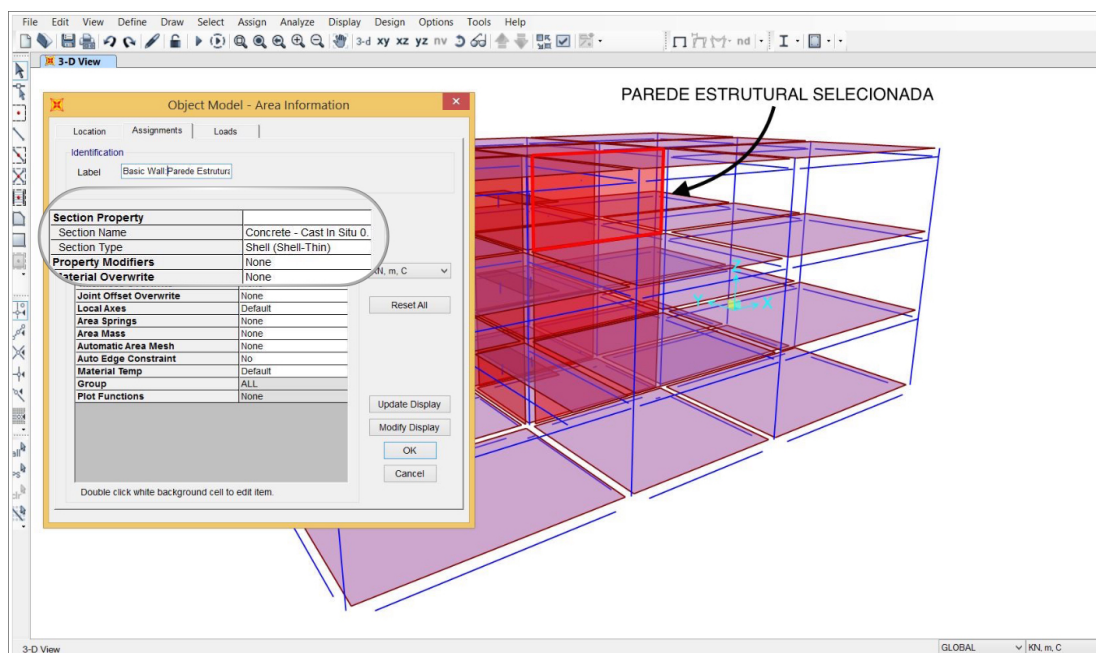 File Edit View Define Draw Select Assign Analyze Display Design Options Tools Help
3-d xy xz yz nv
nd
3-D View
Object Model - Area Information
Location Assignments Loads
Identification
Label Basic Wall:Parede Estrutura
Section Property
Section Name Concrete - Cast In Situ 0.
Section Type Shell (Shell-Thin)
Property Modifiers None
Material Overwrite None
Joint Offset Overwrite None
Local Axes Default
Area Springs None
Area Mass None
Automatic Area Mesh None
Auto Edge Constraint No
Material Temp Default
Group ALL
Plot Functions None
KN, m, C
Reset All
Update Display
Modify Display
OK
Cancel
Double click white background cell to edit item.
PAREDE ESTRUTURAL SELECIONADA
Y X
3-D View
GLOBAL KN, m, C